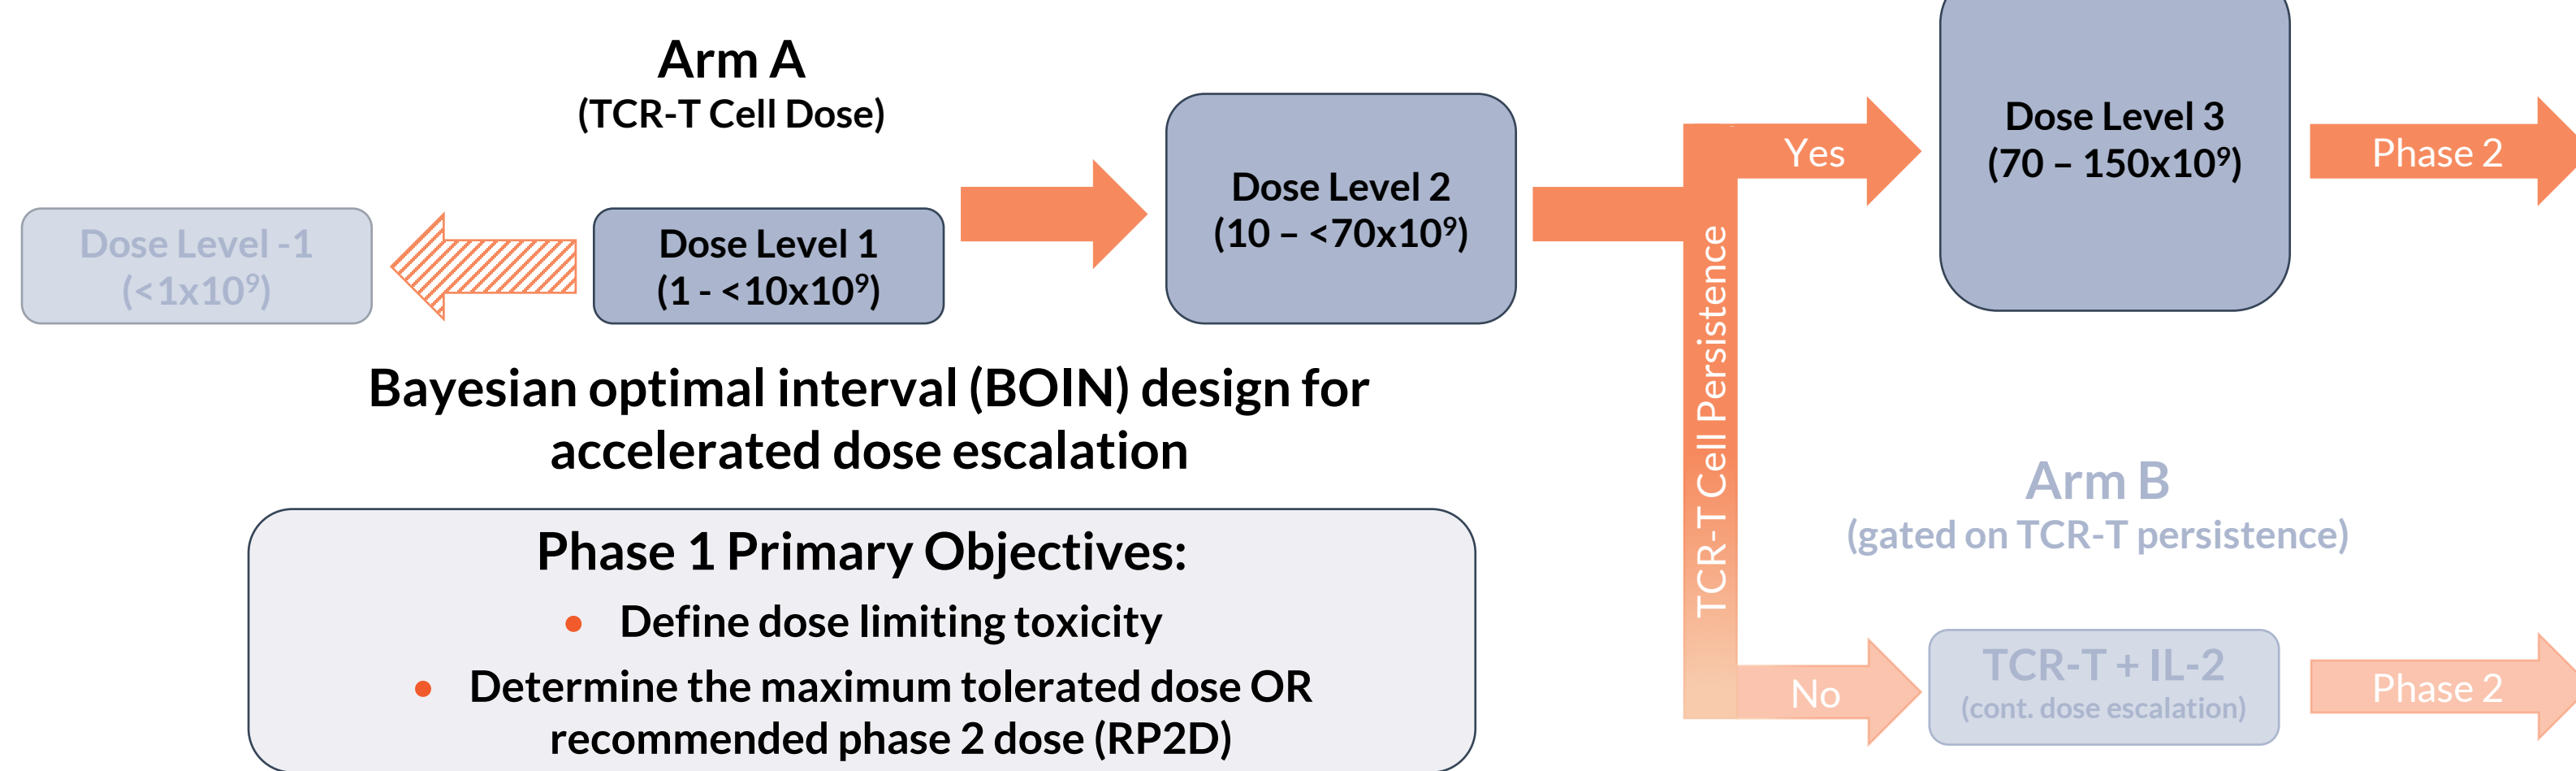 Arm A
(TCR-T Cell Dose)
Dose Level -1
(<1x10⁹)
Dose Level 1
(1 - <10x10⁹)
Dose Level 2
(10 – <70x10⁹)
TCR-T Cell Persistence
Yes
Dose Level 3
(70 – 150x10⁹)
Phase 2
Bayesian optimal interval (BOIN) design for
accelerated dose escalation
Phase 1 Primary Objectives:
• Define dose limiting toxicity
• Determine the maximum tolerated dose OR
recommended phase 2 dose (RP2D)
Arm B
(gated on TCR-T persistence)
No
TCR-T + IL-2
(cont. dose escalation)
Phase 2